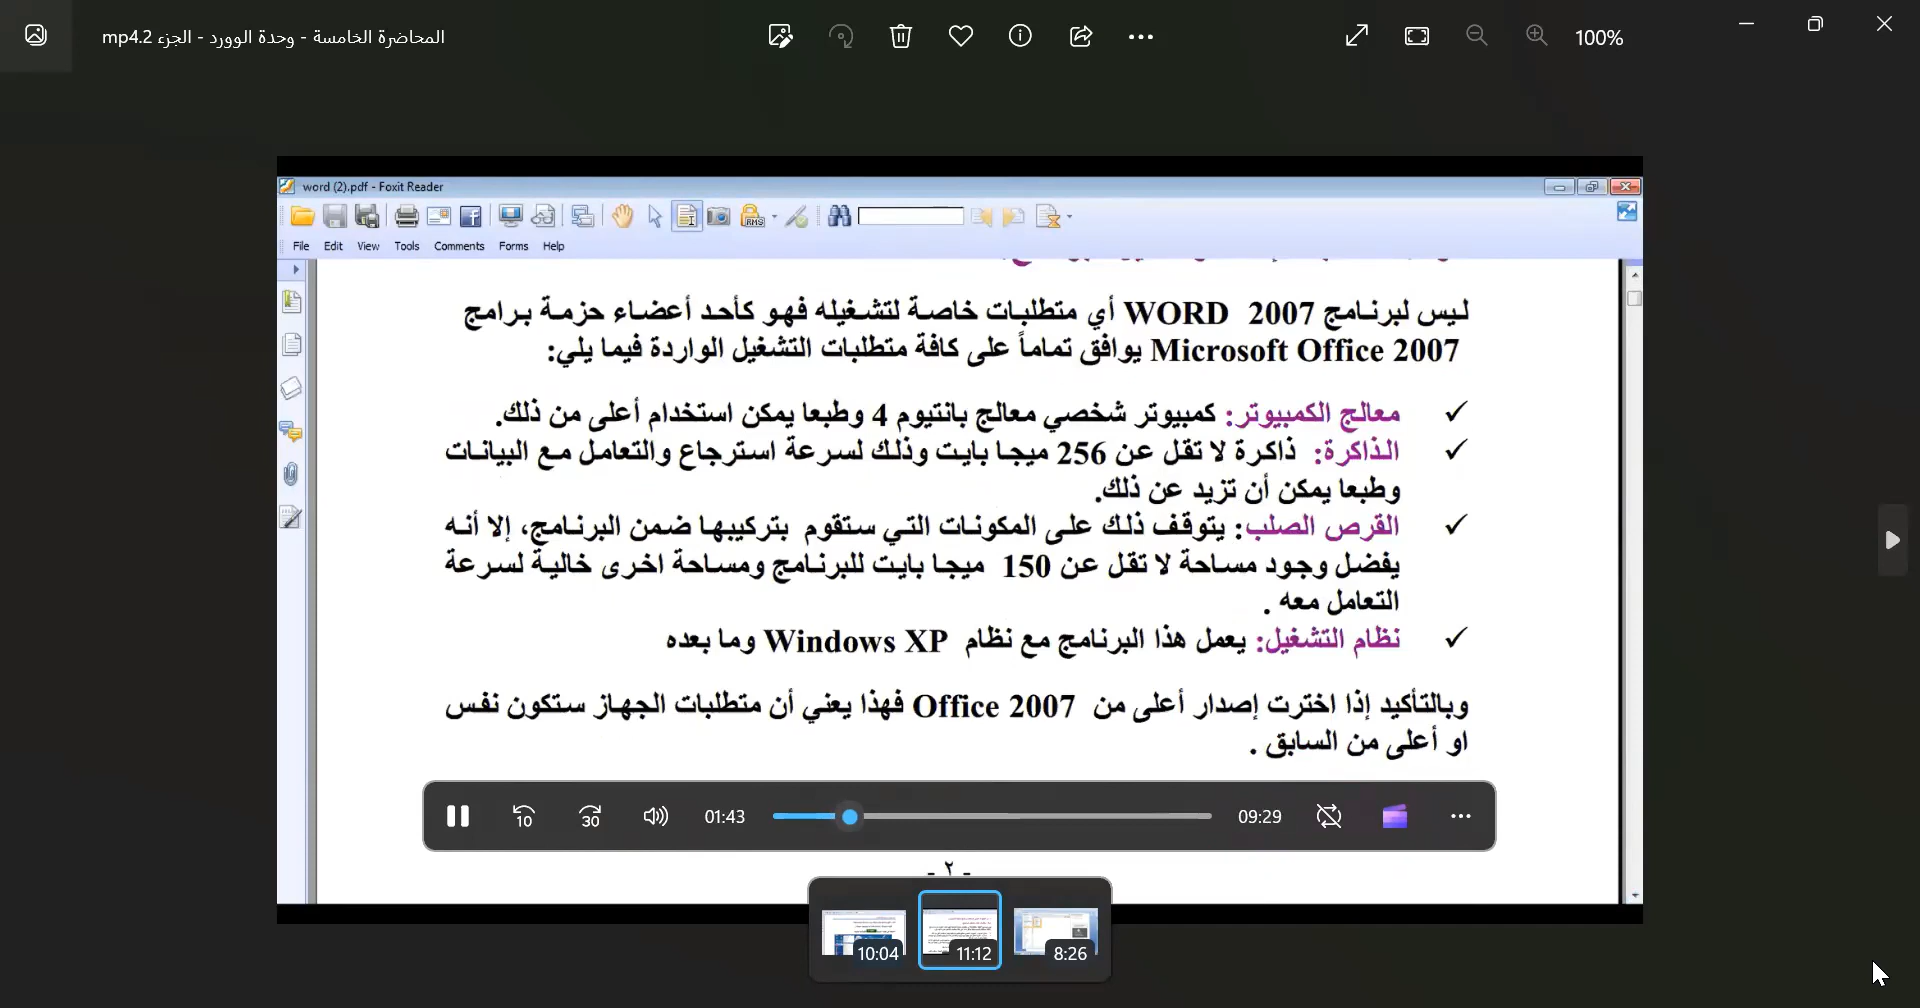 المحاضرة الخامسة - وحدة الوورد - الجزء 2.mp4
100%
word (2).pdf - Foxit Reader
RMS
File Edit View Tools Comments Forms Help
ليس لبرنامج WORD 2007 أي متطلبات خاصة لتشغيله فهو كأحد أعضاء حزمة برامج
Microsoft Office 2007 يوافق تماماً على كافة متطلبات التشغيل الواردة فيما يلي:
✓ معالج الكمبيوتر: كمبيوتر شخصي معالج بانتيوم 4 وطبعا يمكن استخدام أعلى من ذلك.
✓ الذاكرة: ذاكرة لا تقل عن 256 ميجا بايت وذلك لسرعة استرجاع والتعامل مع البيانات
وطبعا يمكن أن تزيد عن ذلك.
✓ القرص الصلب: يتوقف ذلك على المكونات التي ستقوم بتركيبها ضمن البرنامج، إلا أنه
يفضل وجود مساحة لا تقل عن 150 ميجا بايت للبرنامج ومساحة اخرى خالية لسرعة
التعامل معه .
✓ نظام التشغيل: يعمل هذا البرنامج مع نظام Windows XP وما بعده
وبالتأكيد إذا اخترت إصدار أعلى من Office 2007 فهذا يعني أن متطلبات الجهاز ستكون نفس
او أعلى من السابق .
10 30 01:43 09:29
- ٢ -
10:04 11:12 8:26